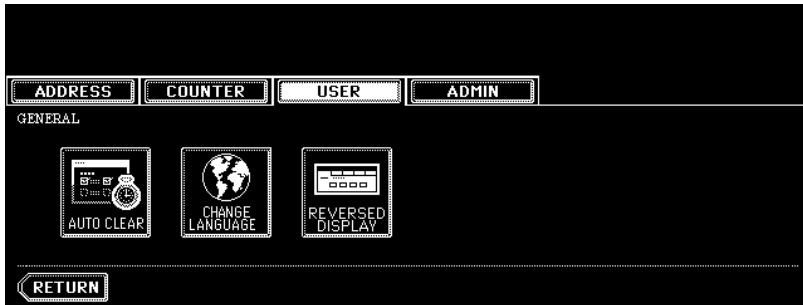 ADDRESS COUNTER USER ADMIN
GENERAL
AUTO CLEAR
CHANGE
LANGUAGE
REVERSED
DISPLAY
RETURN